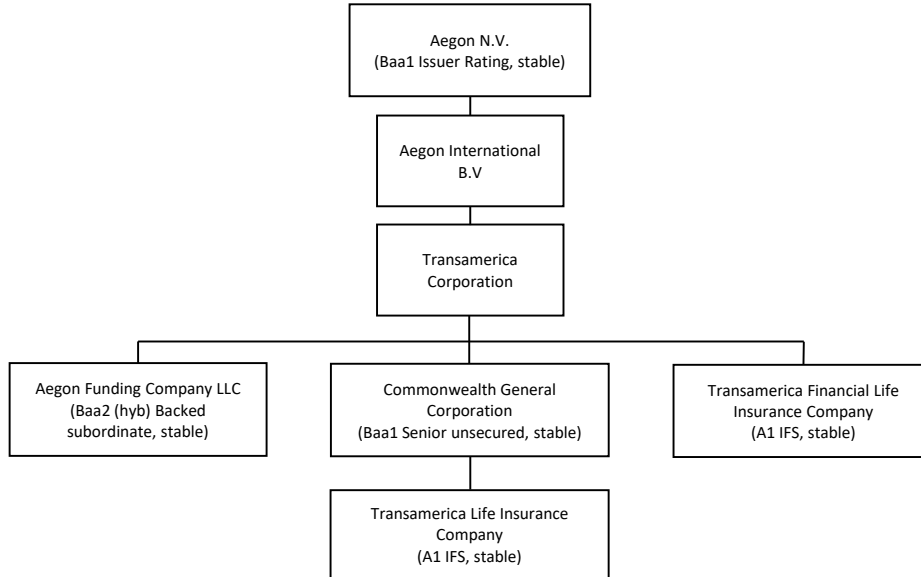 Aegon N.V.
(Baa1 Issuer Rating, stable)
Aegon International
B.V
Transamerica
Corporation
Aegon Funding Company LLC
(Baa2 (hyb) Backed
subordinate, stable)
Commonwealth General
Corporation
(Baa1 Senior unsecured, stable)
Transamerica Financial Life
Insurance Company
(A1 IFS, stable)
Transamerica Life Insurance
Company
(A1 IFS, stable)